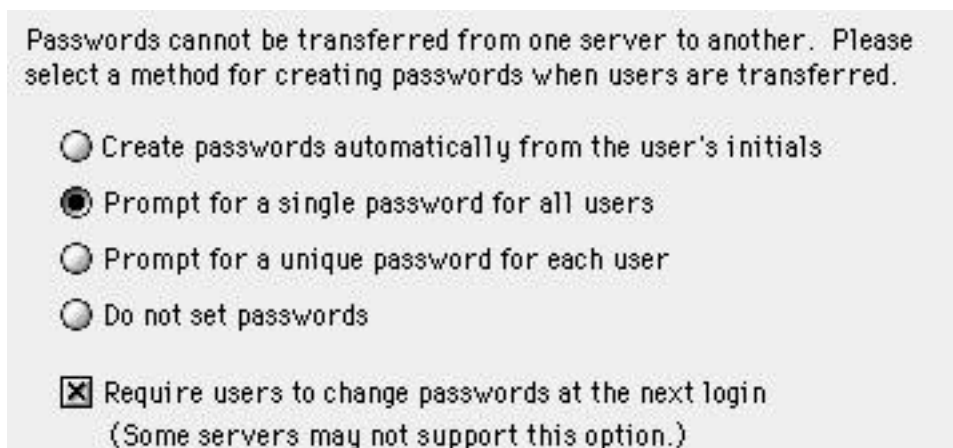 Passwords cannot be transferred from one server to another.  Please
select a method for creating passwords when users are transferred.
Create passwords automatically from the user's initials
Prompt for a single password for all users
Prompt for a unique password for each user
Do not set passwords
Require users to change passwords at the next login
(Some servers may not support this option.)